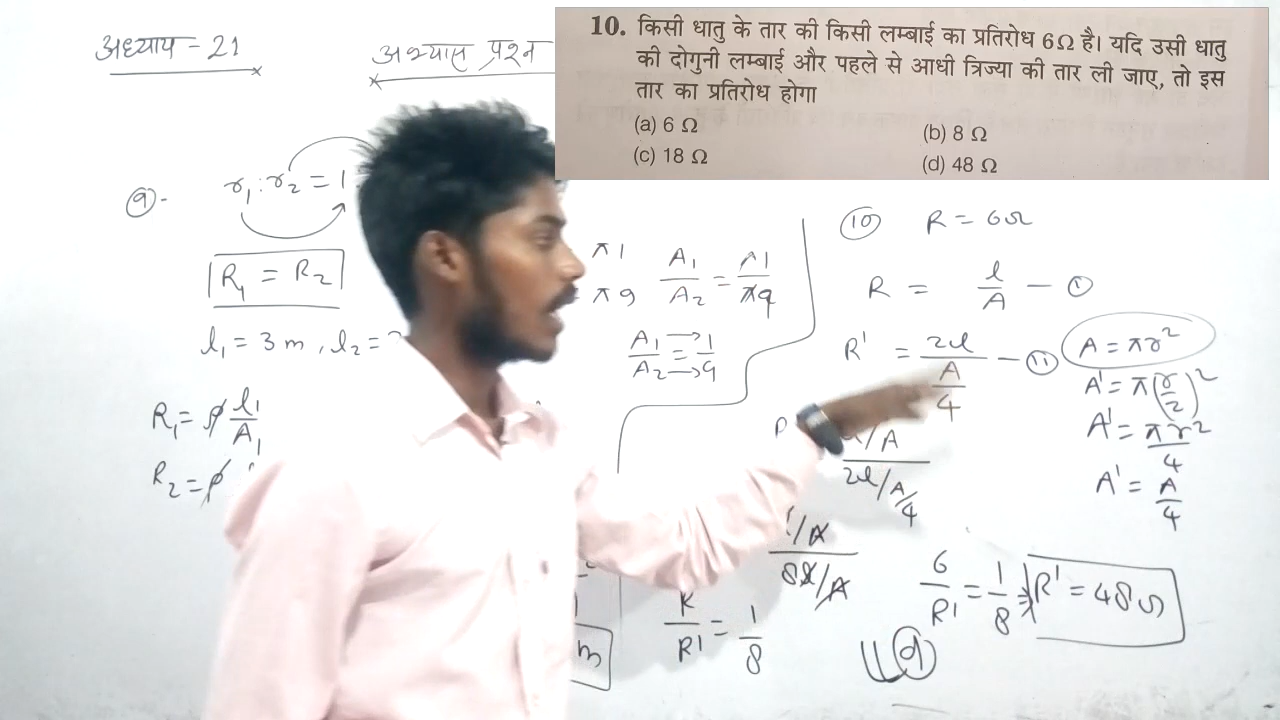 अध्याय - 21
अभ्यास प्रश्न
10. किसी धातु के तार की किसी लम्बाई का प्रतिरोध 6Ω है। यदि उसी धातु
की दोगुनी लम्बाई और पहले से आधी त्रिज्या की तार ली जाए, तो इस
तार का प्रतिरोध होगा
(a) 6 Ω
(b) 8 Ω
(c) 18 Ω
(d) 48 Ω
9.
r₁ : r₂ = 1
R₁ = R₂
l₁ = 3 m , l₂ = ?
R₁ = ρ l₁/A₁
R₂ = ρ
π 1
π 9
A₁/A₂ = π1/π9
A₁/A₂ = 1/9
m
10 R = 6Ω
R = l/A — (i)
R' = 2l/(A/4) — (ii)
A = πr²
A' = π(r/2)²
A' = πr²/4
A' = A/4
l/A
2l/A/4
l/A
8l/A
R/R' = 1/8
6/R' = 1/8 ⇒ R' = 48Ω